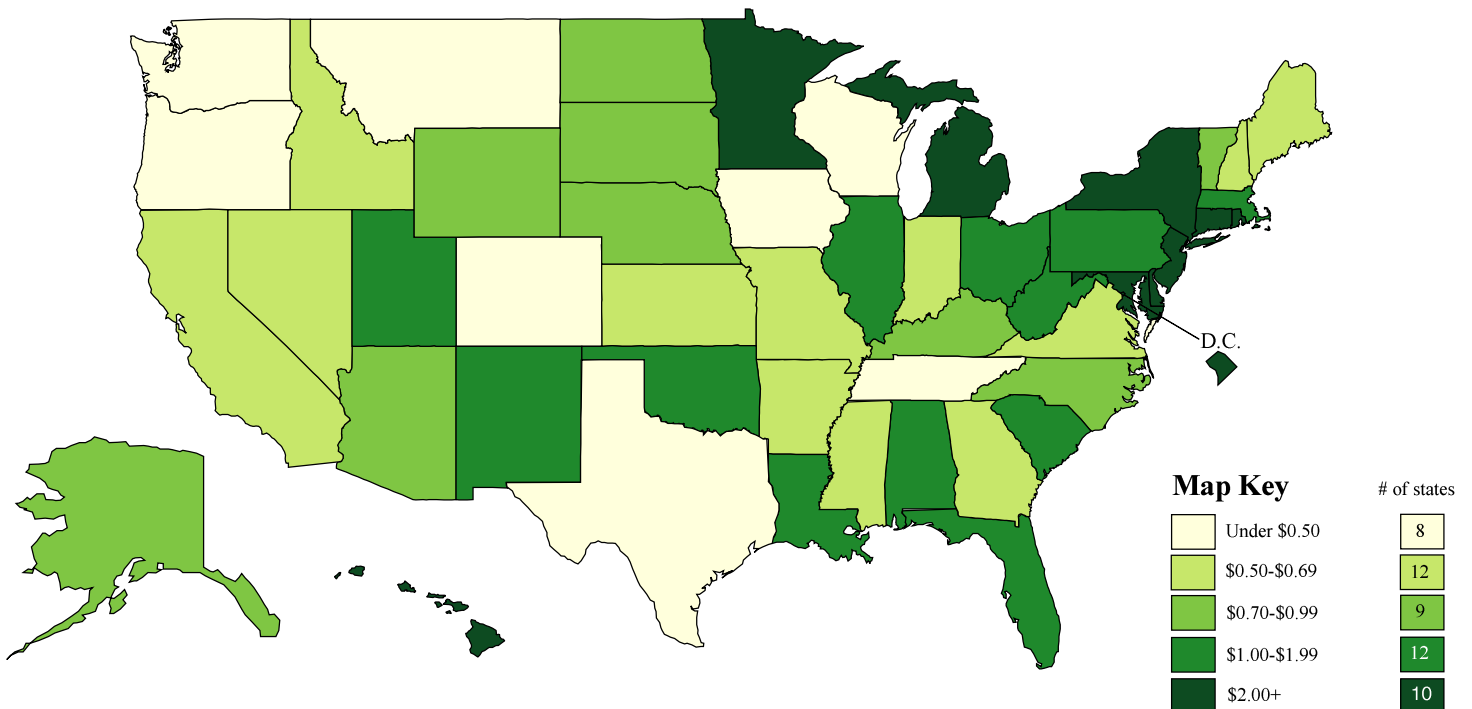 D.C.
Map Key # of states
Under $0.50 8
$0.50-$0.69 12
$0.70-$0.99 9
$1.00-$1.99 12
$2.00+ 10